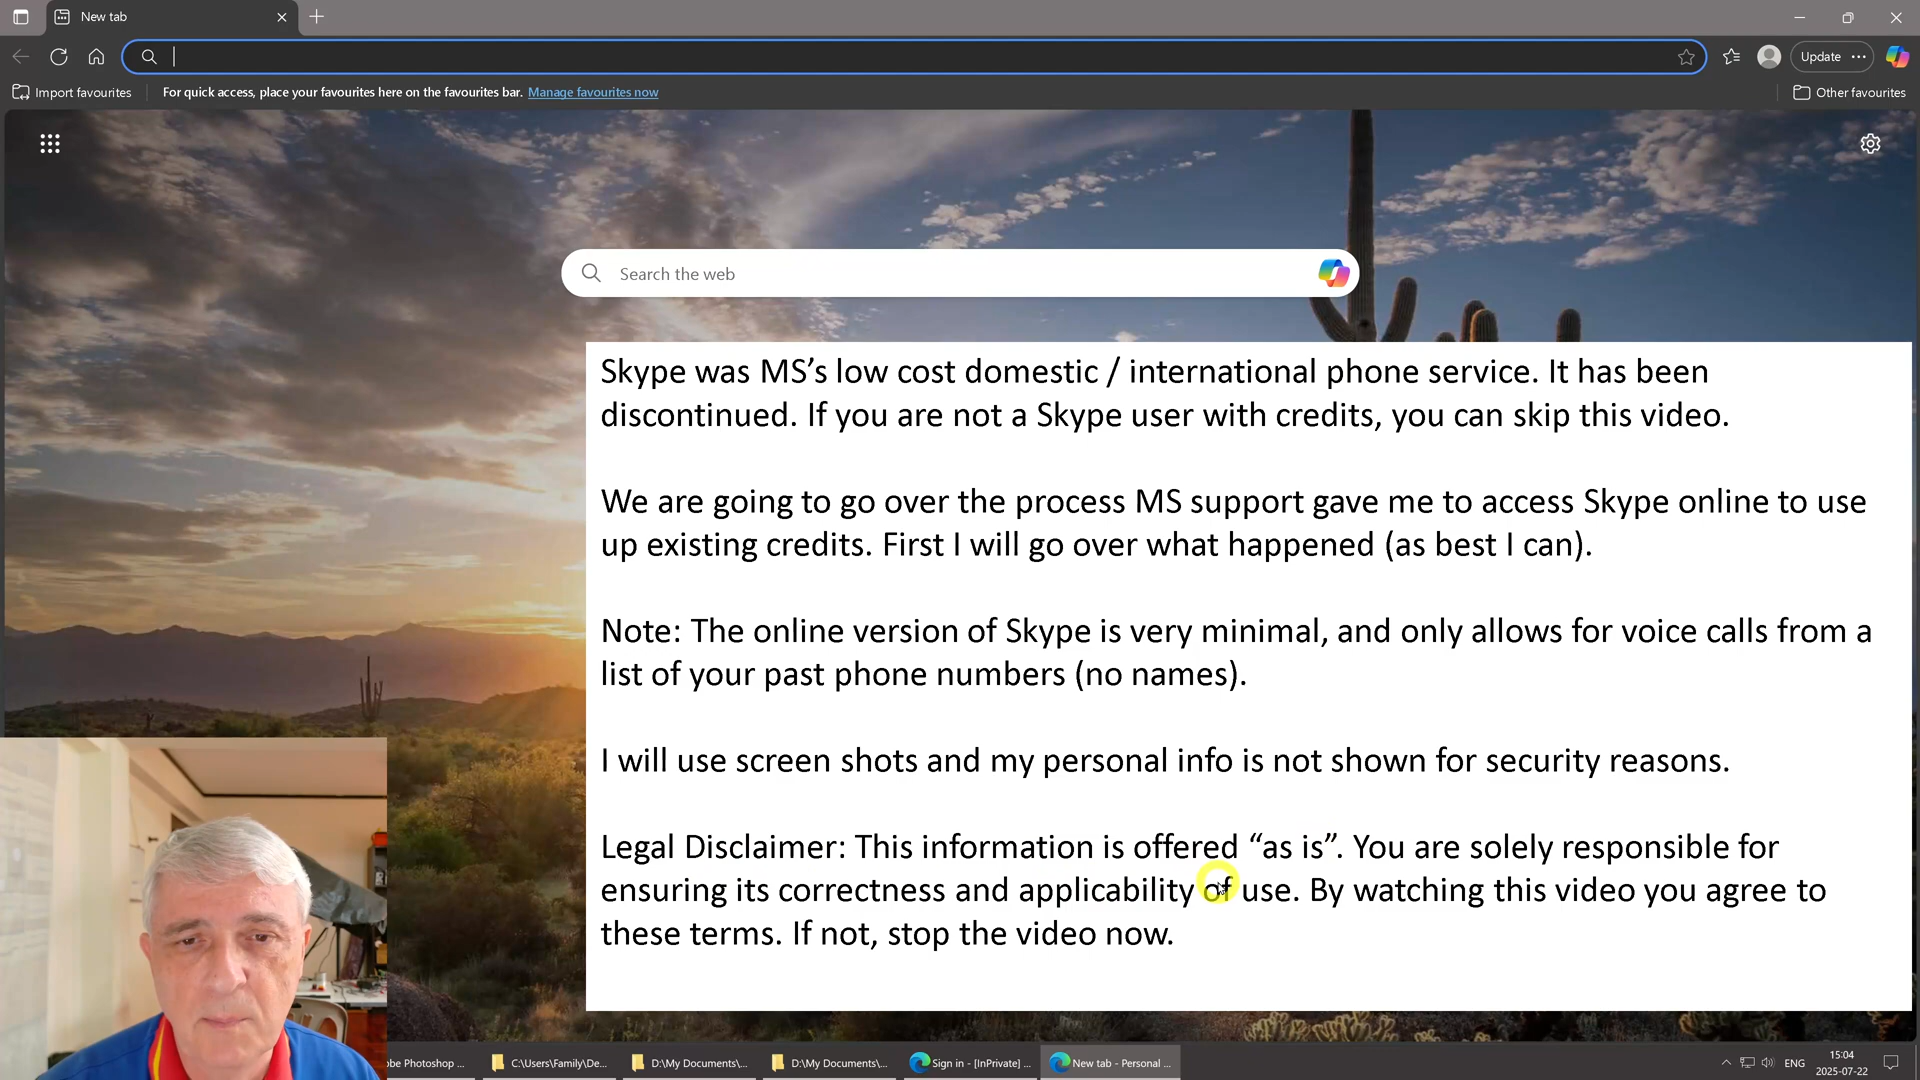 New tab
Import favourites
For quick access, place your favourites here on the favourites bar. Manage favourites now
Update
Other favourites
Search the web
Skype was MS’s low cost domestic / international phone service. It has been
discontinued. If you are not a Skype user with credits, you can skip this video.
We are going to go over the process MS support gave me to access Skype online to use
up existing credits. First I will go over what happened (as best I can).
Note: The online version of Skype is very minimal, and only allows for voice calls from a
list of your past phone numbers (no names).
I will use screen shots and my personal info is not shown for security reasons.
Legal Disclaimer: This information is offered “as is”. You are solely responsible for
ensuring its correctness and applicability of use. By watching this video you agree to
these terms. If not, stop the video now.
obe Photoshop ...
C:\Users\Family\De...
D:\My Documents\...
D:\My Documents\...
Sign in - [InPrivate] ...
New tab - Personal ...
ENG
15:04
2025-07-22